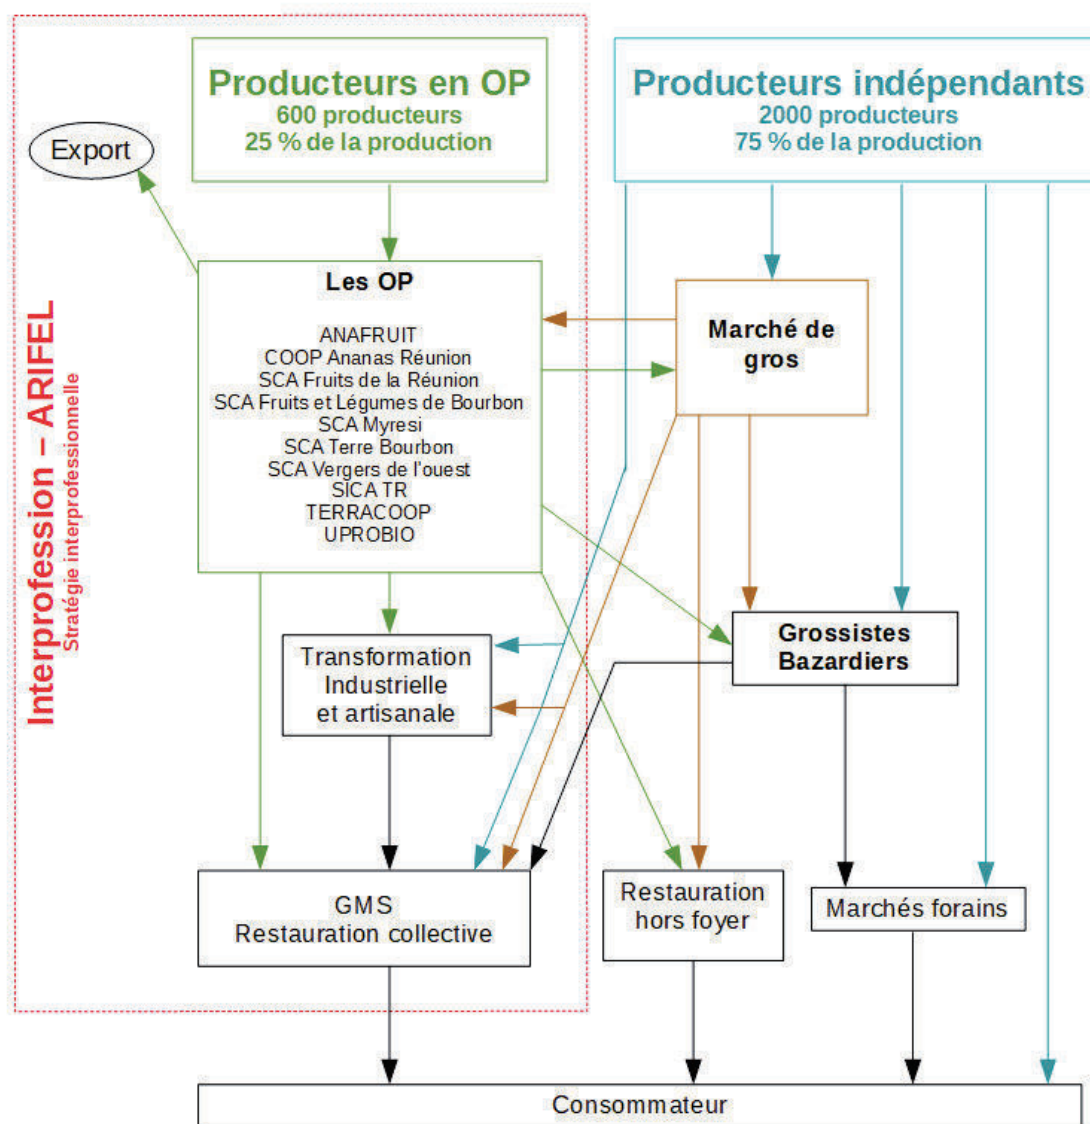 Producteurs en OP
600 producteurs
25 % de la production
Producteurs indépendants
2000 producteurs
75 % de la production
Export
Interprofession – ARIFEL
Stratégie interprofessionnelle
Les OP
ANAFRUIT
COOP Ananas Réunion
SCA Fruits de la Réunion
SCA Fruits et Légumes de Bourbon
SCA Myresi
SCA Terre Bourbon
SCA Vergers de l'ouest
SICA TR
TERRACOOP
UPROBIO
Marché de
gros
Transformation
Industrielle
et artisanale
Grossistes
Bazardiers
GMS
Restauration collective
Restauration
hors foyer
Marchés forains
Consommateur